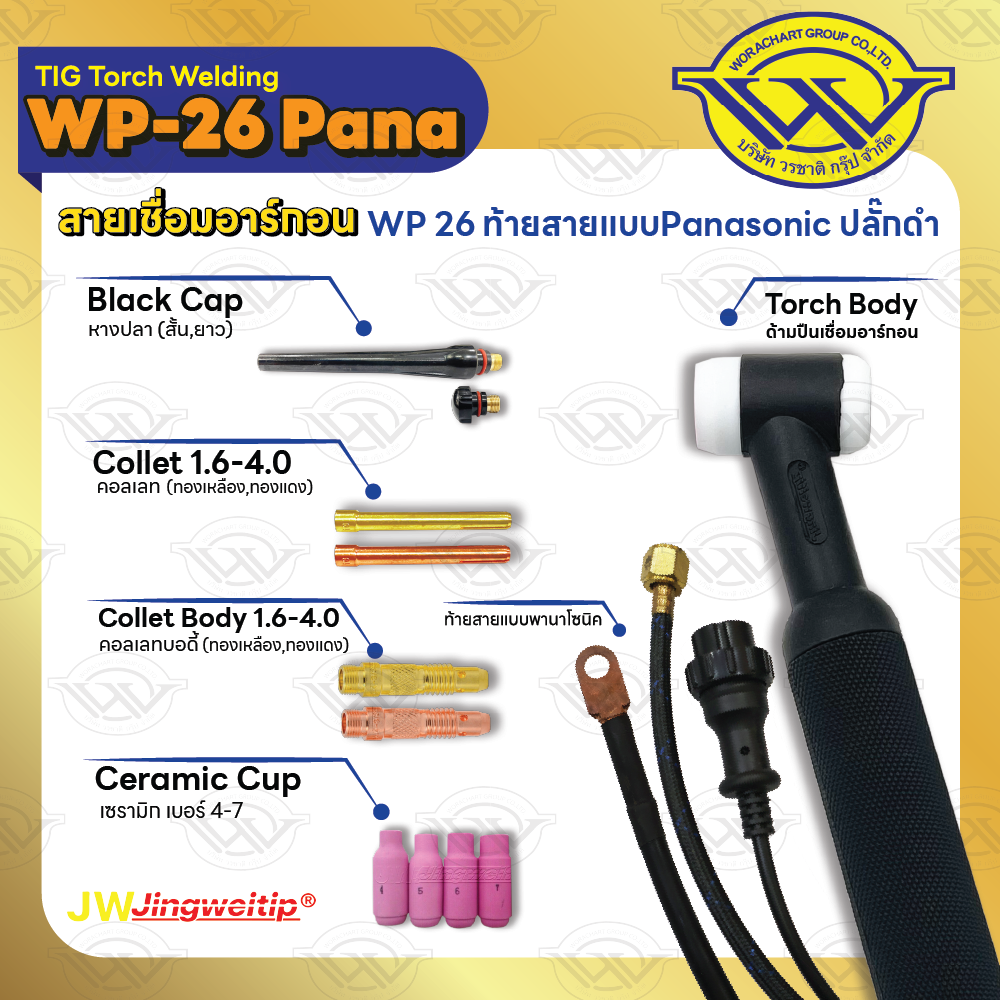 TIG Torch Welding
WP-26 Pana
WORACHART GROUP CO.,LTD.
บริษัท วรชาติ กรุ๊ป จำกัด
สายเชื่อมอาร์กอน WP 26 ท้ายสายแบบPanasonic ปลั๊กดำ
Black Cap
หางปลา (สั้น,ยาว)
Torch Body
ด้ามปืนเชื่อมอาร์กอน
Collet 1.6-4.0
คอลเลท (ทองเหลือง,ทองแดง)
Collet Body 1.6-4.0
คอลเลทบอดี้ (ทองเหลือง,ทองแดง)
ท้ายสายแบบพานาโซนิค
Ceramic Cup
เซรามิก เบอร์ 4-7
4 5 6
JWJingweitip®